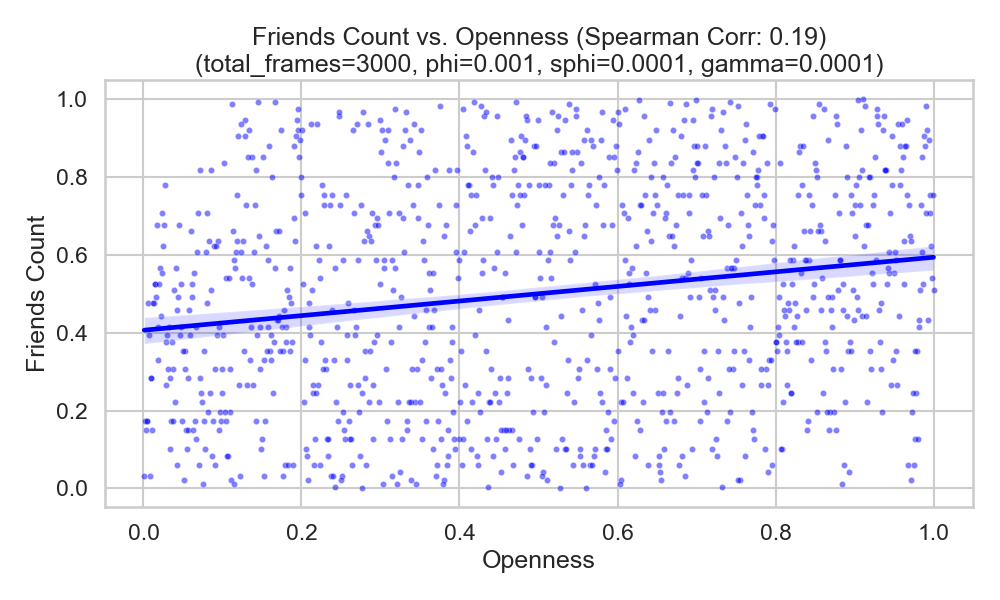 Friends Count vs. Openness (Spearman Corr: 0.19)
(total_frames=3000, phi=0.001, sphi=0.0001, gamma=0.0001)
1.0
0.8
0.6
0.4
0.2
0.0
Friends Count
0.0 0.2 0.4 0.6 0.8 1.0
Openness